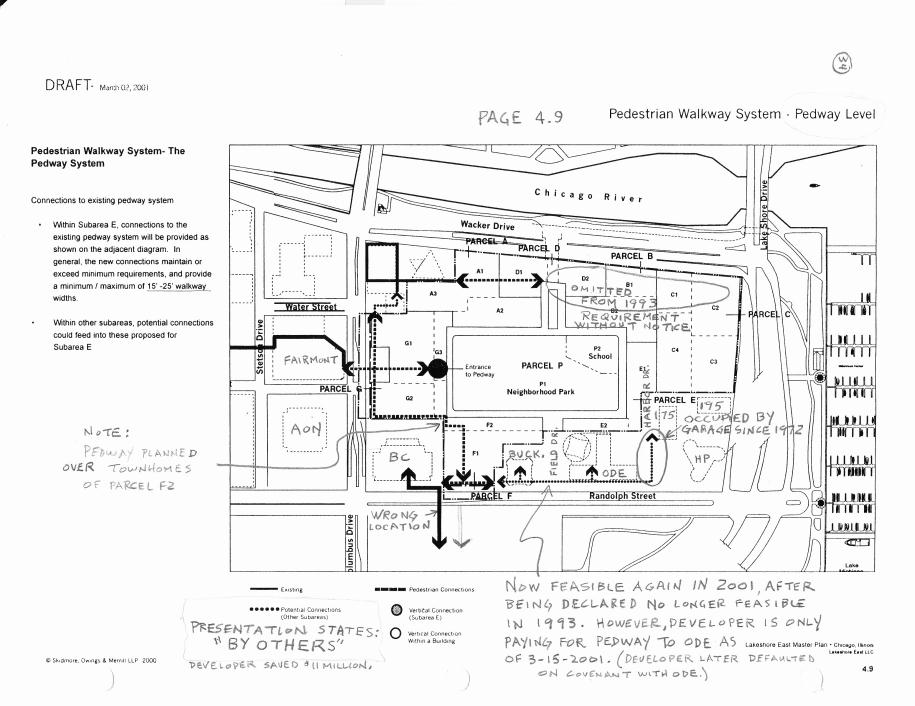 34
DRAFT- March 02, 2001
PAGE 4.9
Pedestrian Walkway System - Pedway Level
Pedestrian Walkway System- The
Pedway System
Connections to existing pedway system
• Within Subarea E, connections to the
existing pedway system will be provided as
shown on the adjacent diagram. In
general, the new connections maintain or
exceed minimum requirements, and provide
a minimum / maximum of 15' -25' walkway
widths.
• Within other subareas, potential connections
could feed into these proposed for
Subarea E
Chicago River
Lake Shore Drive
Wacker Drive
PARCEL A
PARCEL D
PARCEL B
A1
D1
D2
B1
C1
A3
A2
B2
C2
OMITTED
FROM 1993
REQUIREMENT
WITHOUT NOTICE
PARCEL C
Water Street
Stetson Drive
FAIRMONT
G1
G3
Entrance
to Pedway
PARCEL P
P2
School
C4
C3
P1
Neighborhood Park
E1
PARCEL G
G2
HARBOR DR.
PARCEL E
175
195
OCCUPIED BY
GARAGE SINCE 1972
AON
BC
F2
F1
E2
BUCK.
FIELD DR.
ODE
HP
NOTE:
PEDWAY PLANNED
OVER TOWNHOMES
OF PARCEL F2
PARCEL F
Randolph Street
WRONG
LOCATION
olumbus Drive
Lake
Existing
Pedestrian Connections
Potential Connections
(Other Subareas)
Vertical Connection
(Subarea E)
Vertical Connection
Within a Building
PRESENTATION STATES:
"BY OTHERS"
DEVELOPER SAVED $11 MILLION.
NOW FEASIBLE AGAIN IN 2001, AFTER
BEING DECLARED NO LONGER FEASIBLE
IN 1993. HOWEVER, DEVELOPER IS ONLY
PAYING FOR PEDWAY TO ODE AS
OF 3-15-2001. (DEVELOPER LATER DEFAULTED
ON COVENANT WITH ODE.)
© Skidmore, Owings & Merrill LLP 2000
Lakeshore East Master Plan • Chicago, Illinois
Lakeshore East LLC
4.9